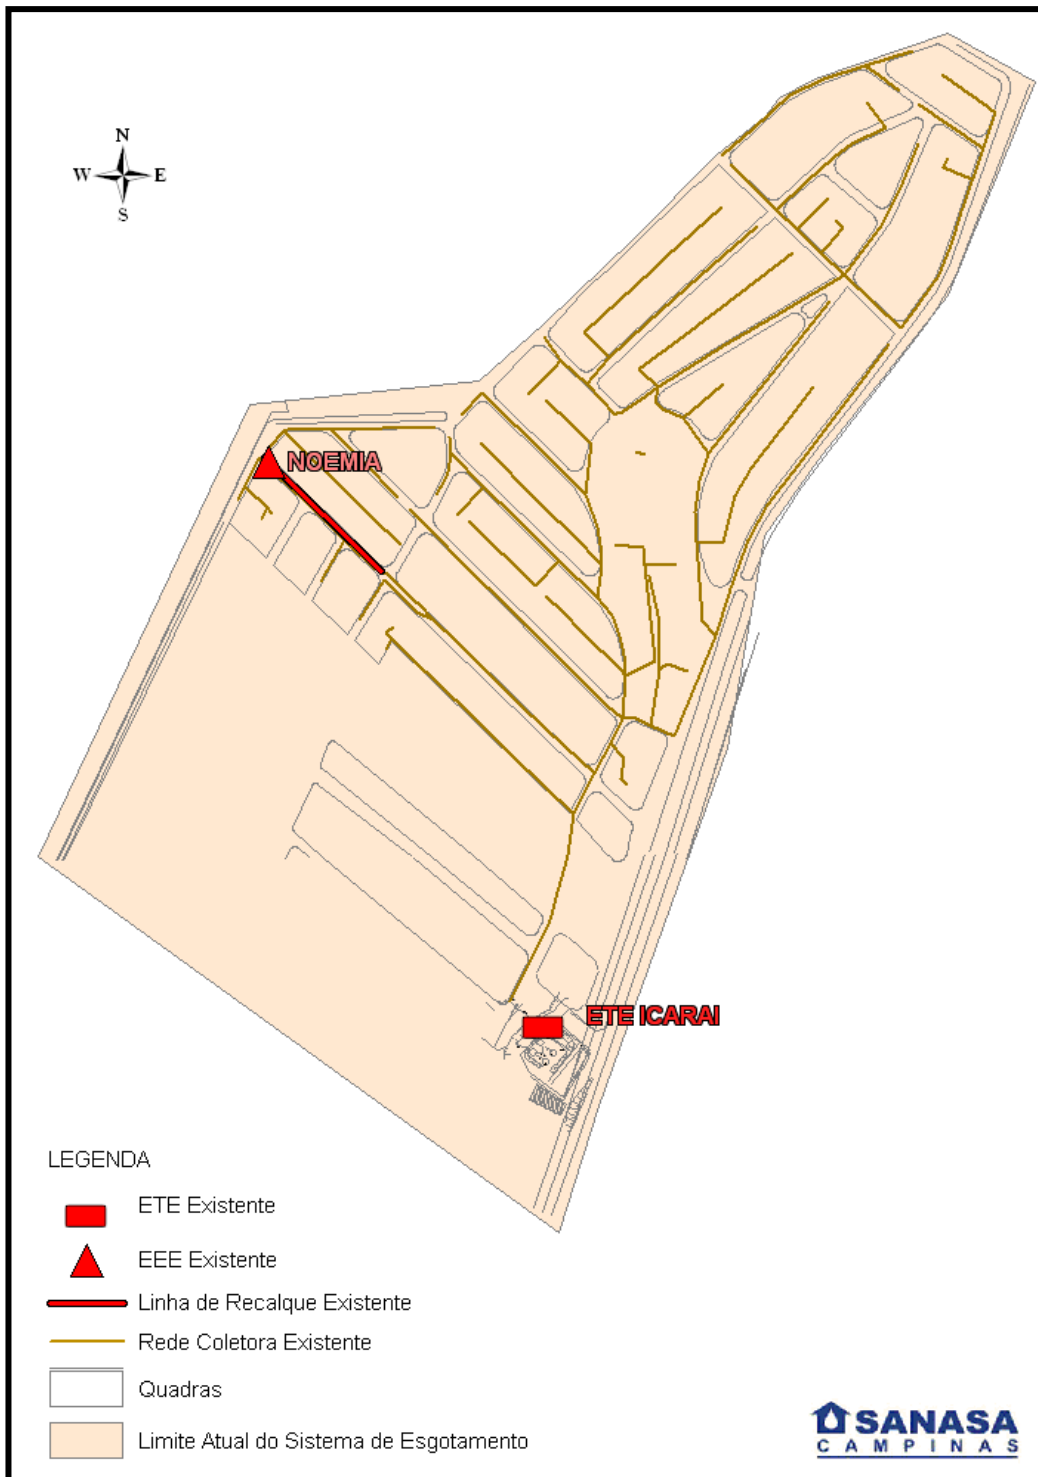 N
W E
S
NOEMIA
ETE ICARAI
LEGENDA
ETE Existente
EEE Existente
Linha de Recalque Existente
Rede Coletora Existente
Quadras
Limite Atual do Sistema de Esgotamento
SANASA
CAMPINAS